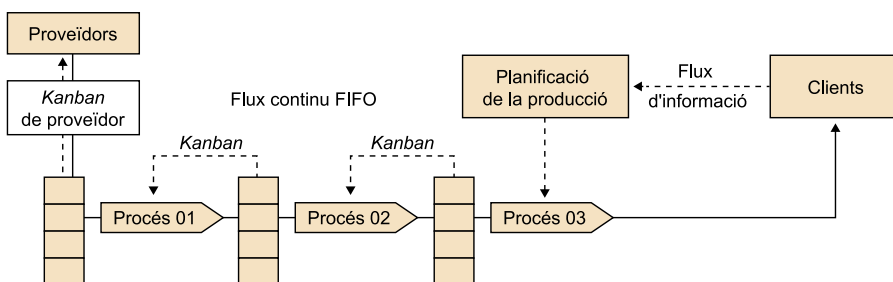 Proveïdors
Kanban
de proveïdor
Flux continu FIFO
Planificació
de la producció
Flux
d'informació
Clients
Kanban
Kanban
Procés 01
Procés 02
Procés 03